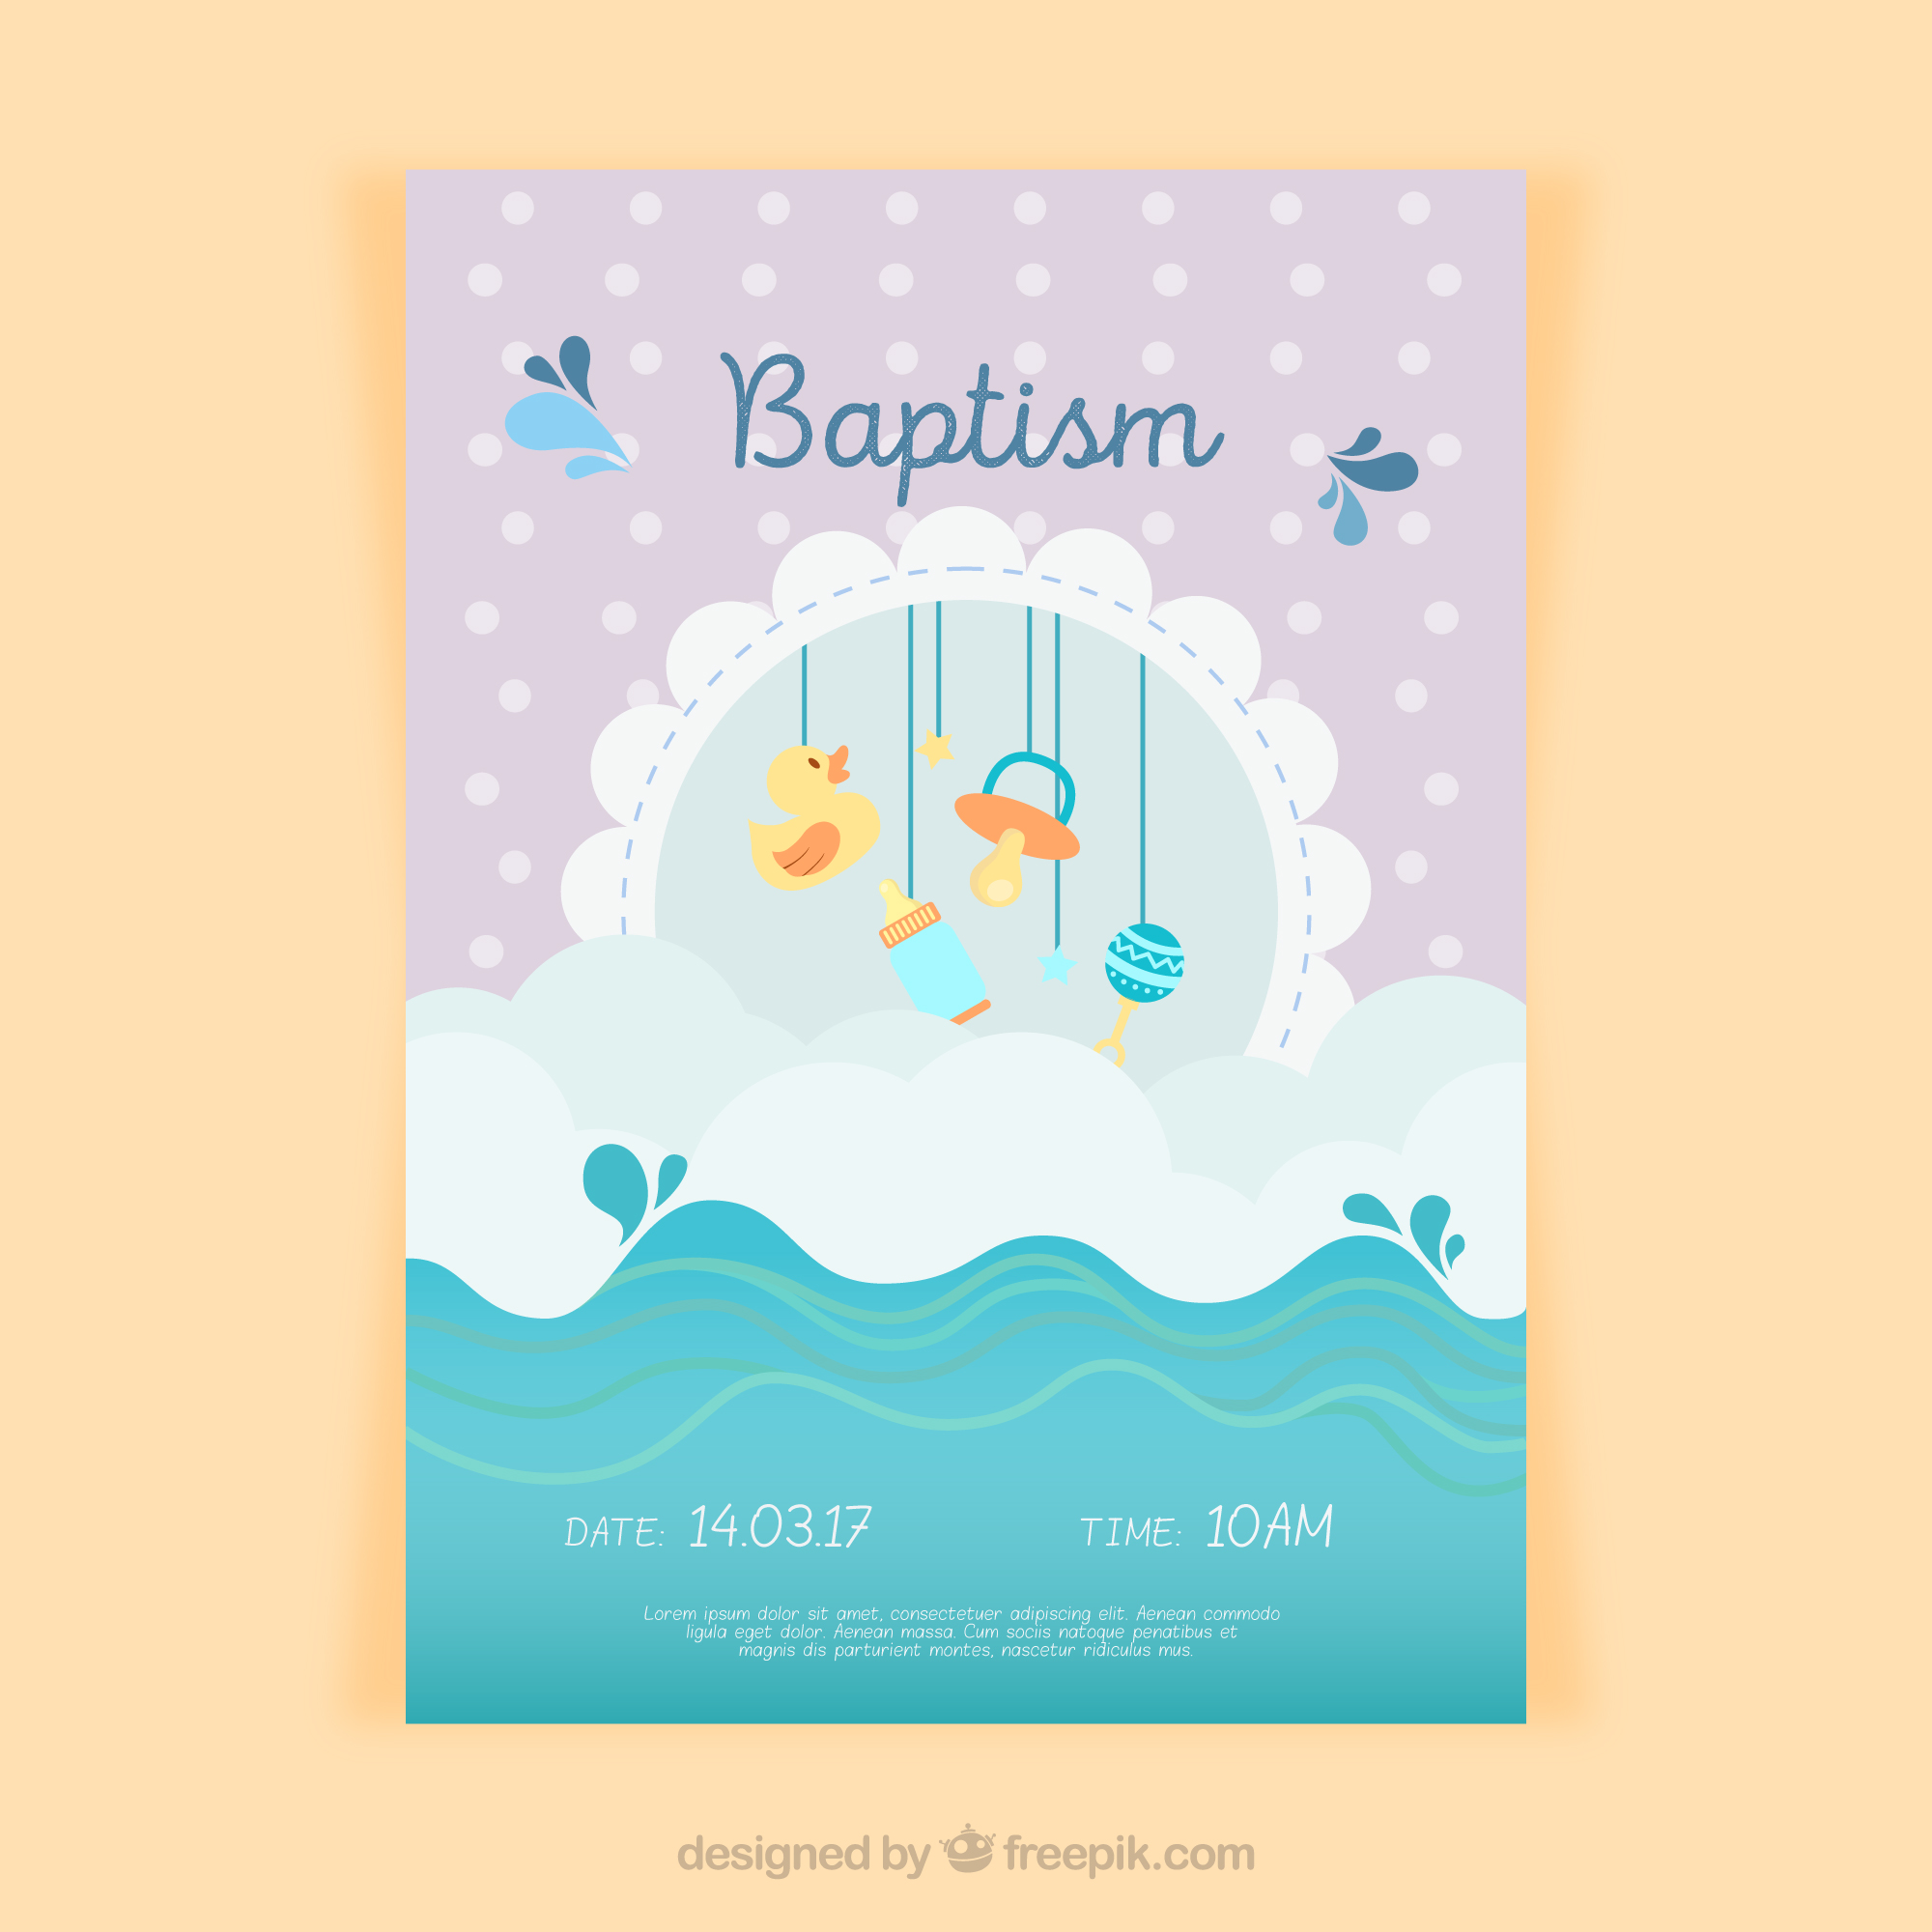 Baptism
DATE: 14.03.17 TIME: 10AM
Lorem ipsum dolor sit amet, consectetuer adipiscing elit. Aenean commodo
ligula eget dolor. Aenean massa. Cum sociis natoque penatibus et
magnis dis parturient montes, nascetur ridiculus mus.
designed by freepik.com